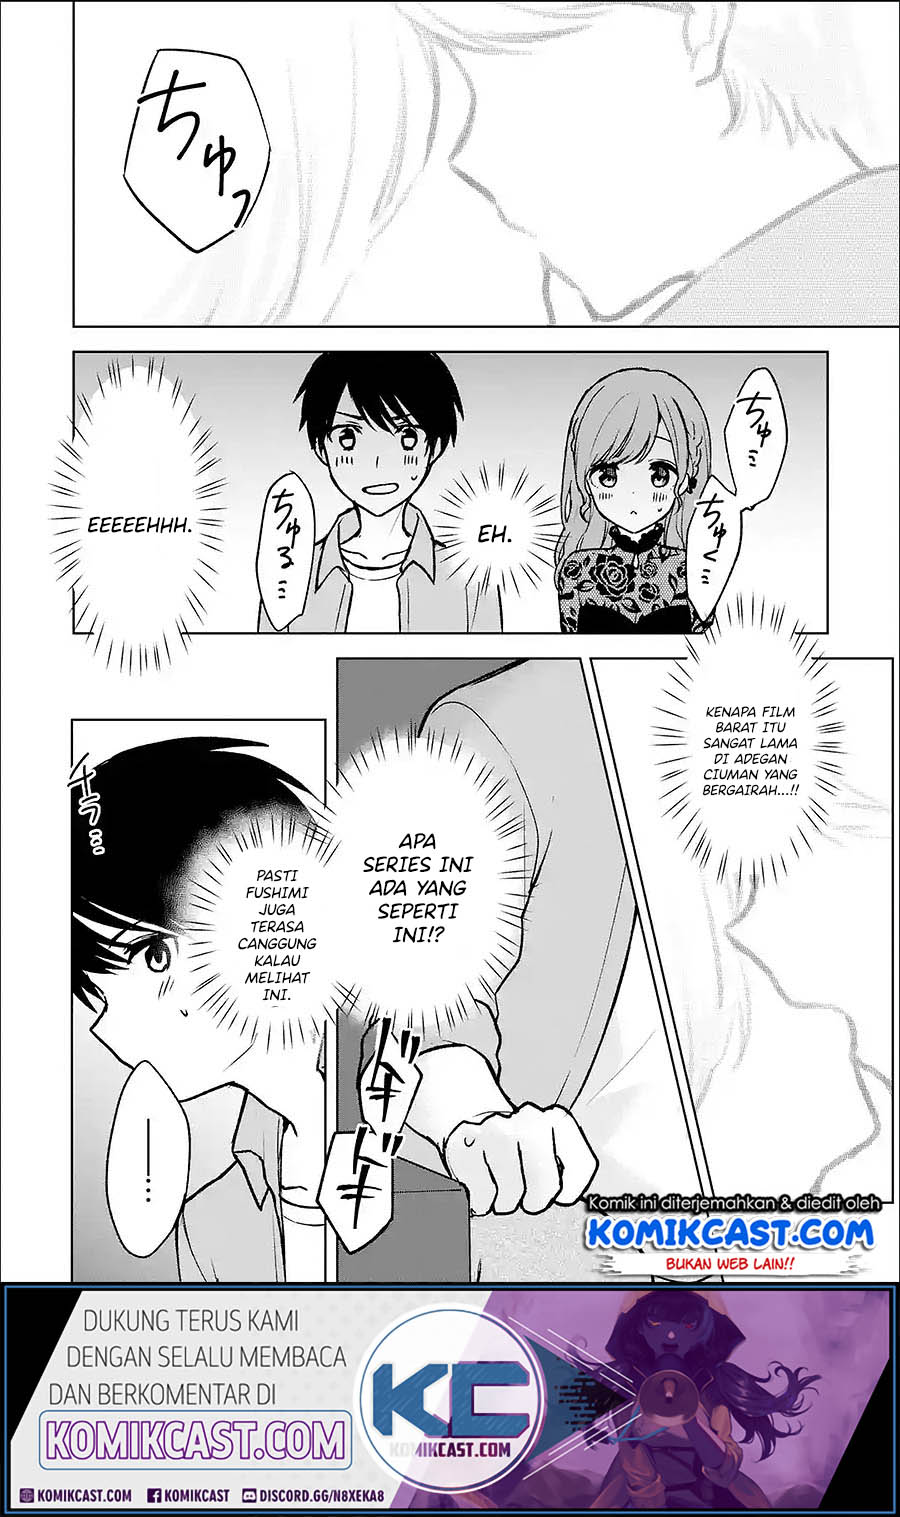 ちゅっ
ちゅ…
ちゅく…
EH.
ちゅる…
EEEEEHHH.
KENAPA FILM
BARAT ITU
SANGAT LAMA
DI ADEGAN
CIUMAN YANG
BERGAIRAH...!!
APA
SERIES INI
ADA YANG
SEPERTI
INI!?
ドキ
ドキ
PASTI
FUSHIMI
JUGA
TERASA
CANGGUNG
KALAU
MELIHAT
INI.
チラ…
――…
Komik ini diterjemahkan & diedit oleh
KOMIKCAST.COM
BUKAN WEB LAIN!!
DUKUNG TERUS KAMI
DENGAN SELALU MEMBACA
DAN BERKOMENTAR DI
KOMIKCAST.COM
KC
KOMIKCAST.COM
KOMIKCAST.COM KOMIKCAST DISCORD.GG/N8XEKA8